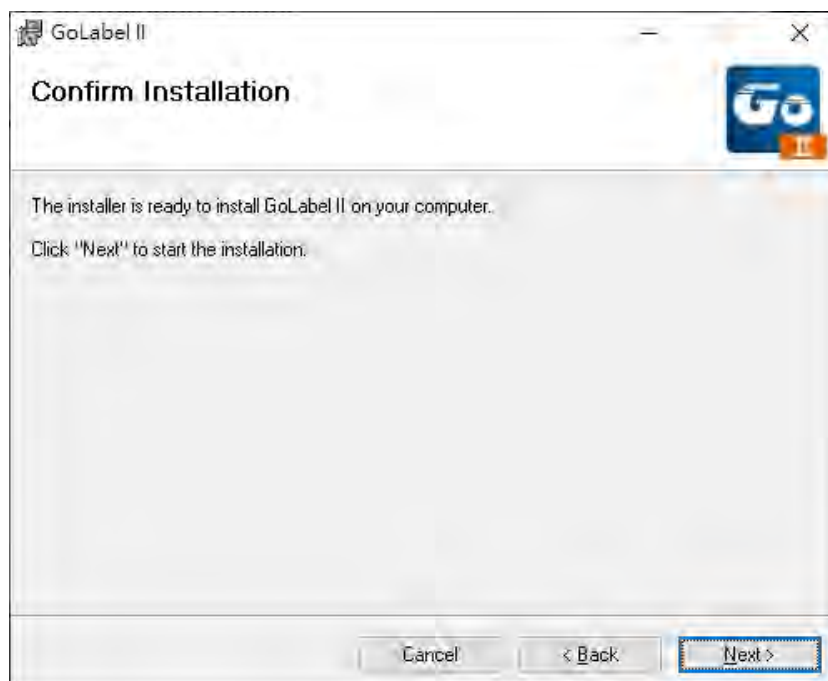 GoLabel II
Confirm Installation
Go
II
The installer is ready to install GoLabel II on your computer.
Click "Next" to start the installation.
Cancel
< Back
Next >